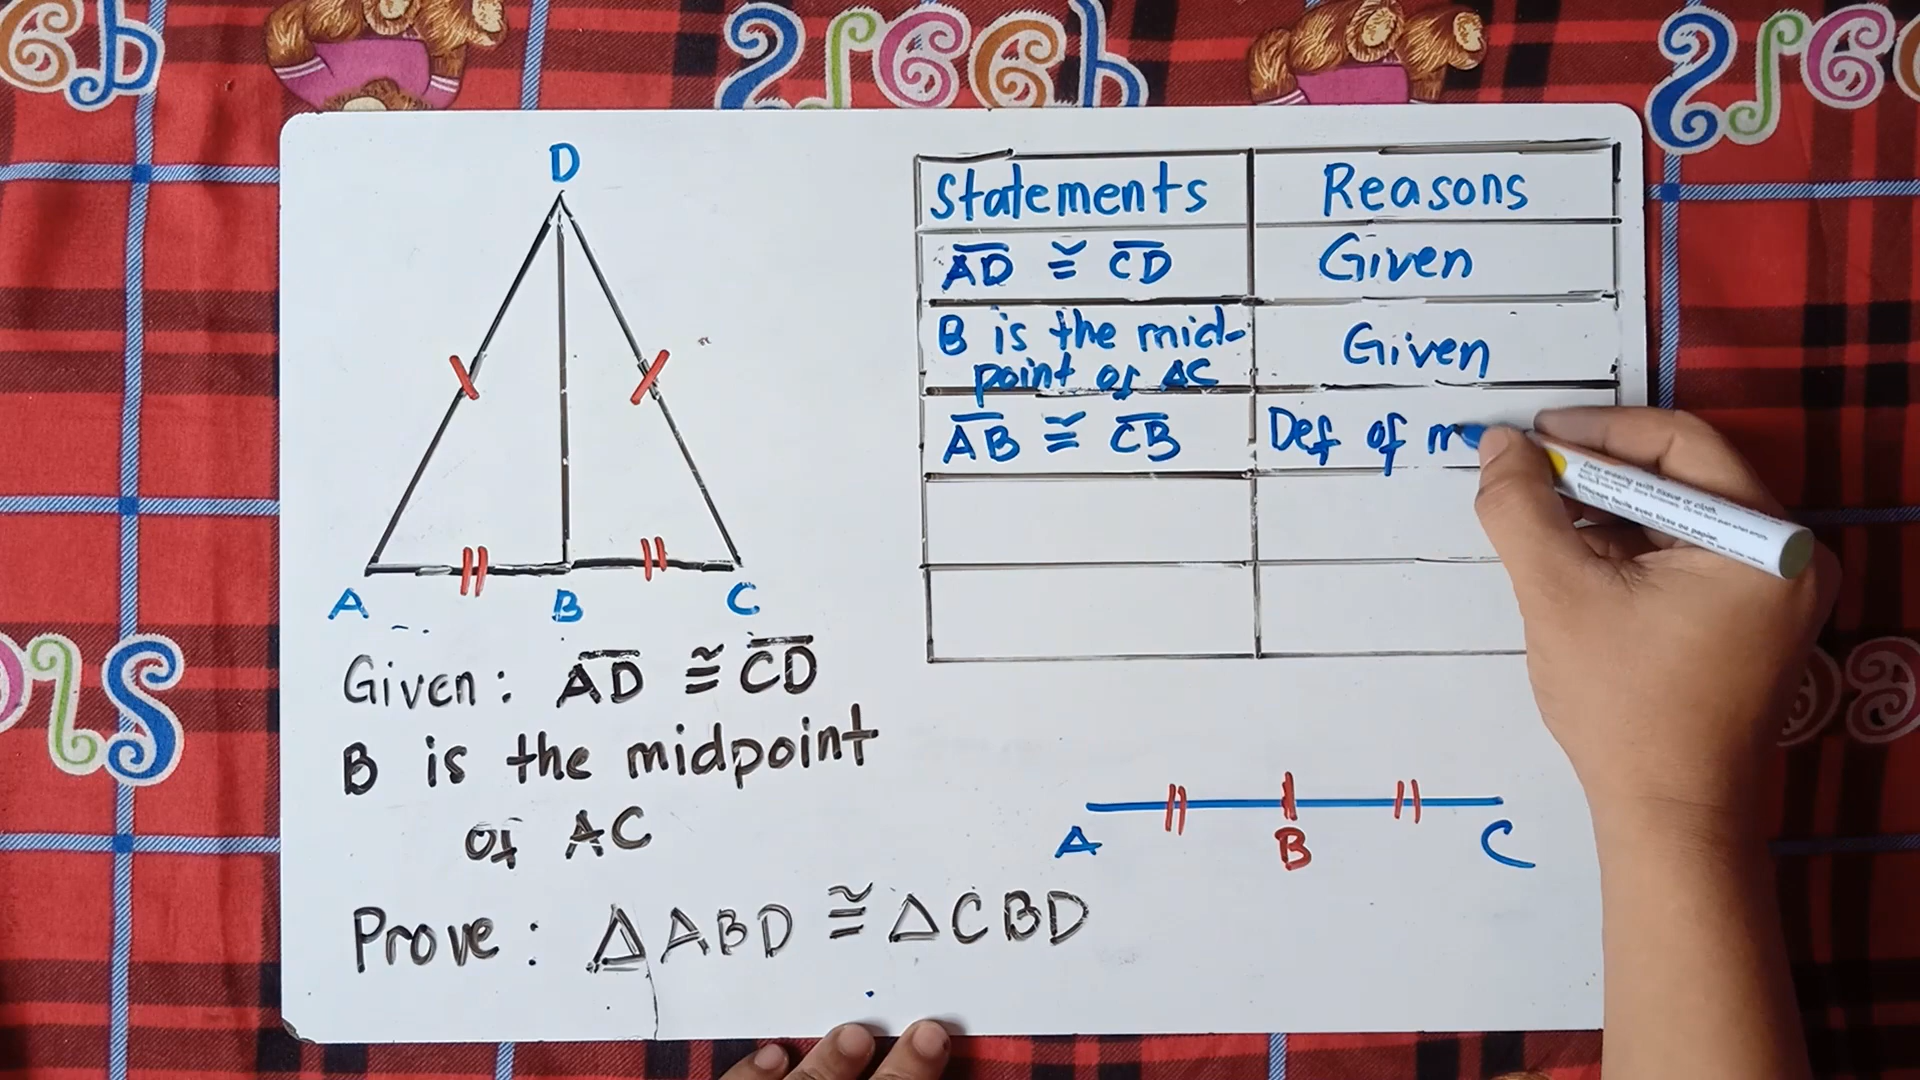 D
A B C
Given: AD ≅ CD
B is the midpoint
of AC
Prove: △ABD ≅ △CBD
Statements Reasons
AD ≅ CD Given
B is the mid-
point of AC Given
AB ≅ CB Def of m
A B C